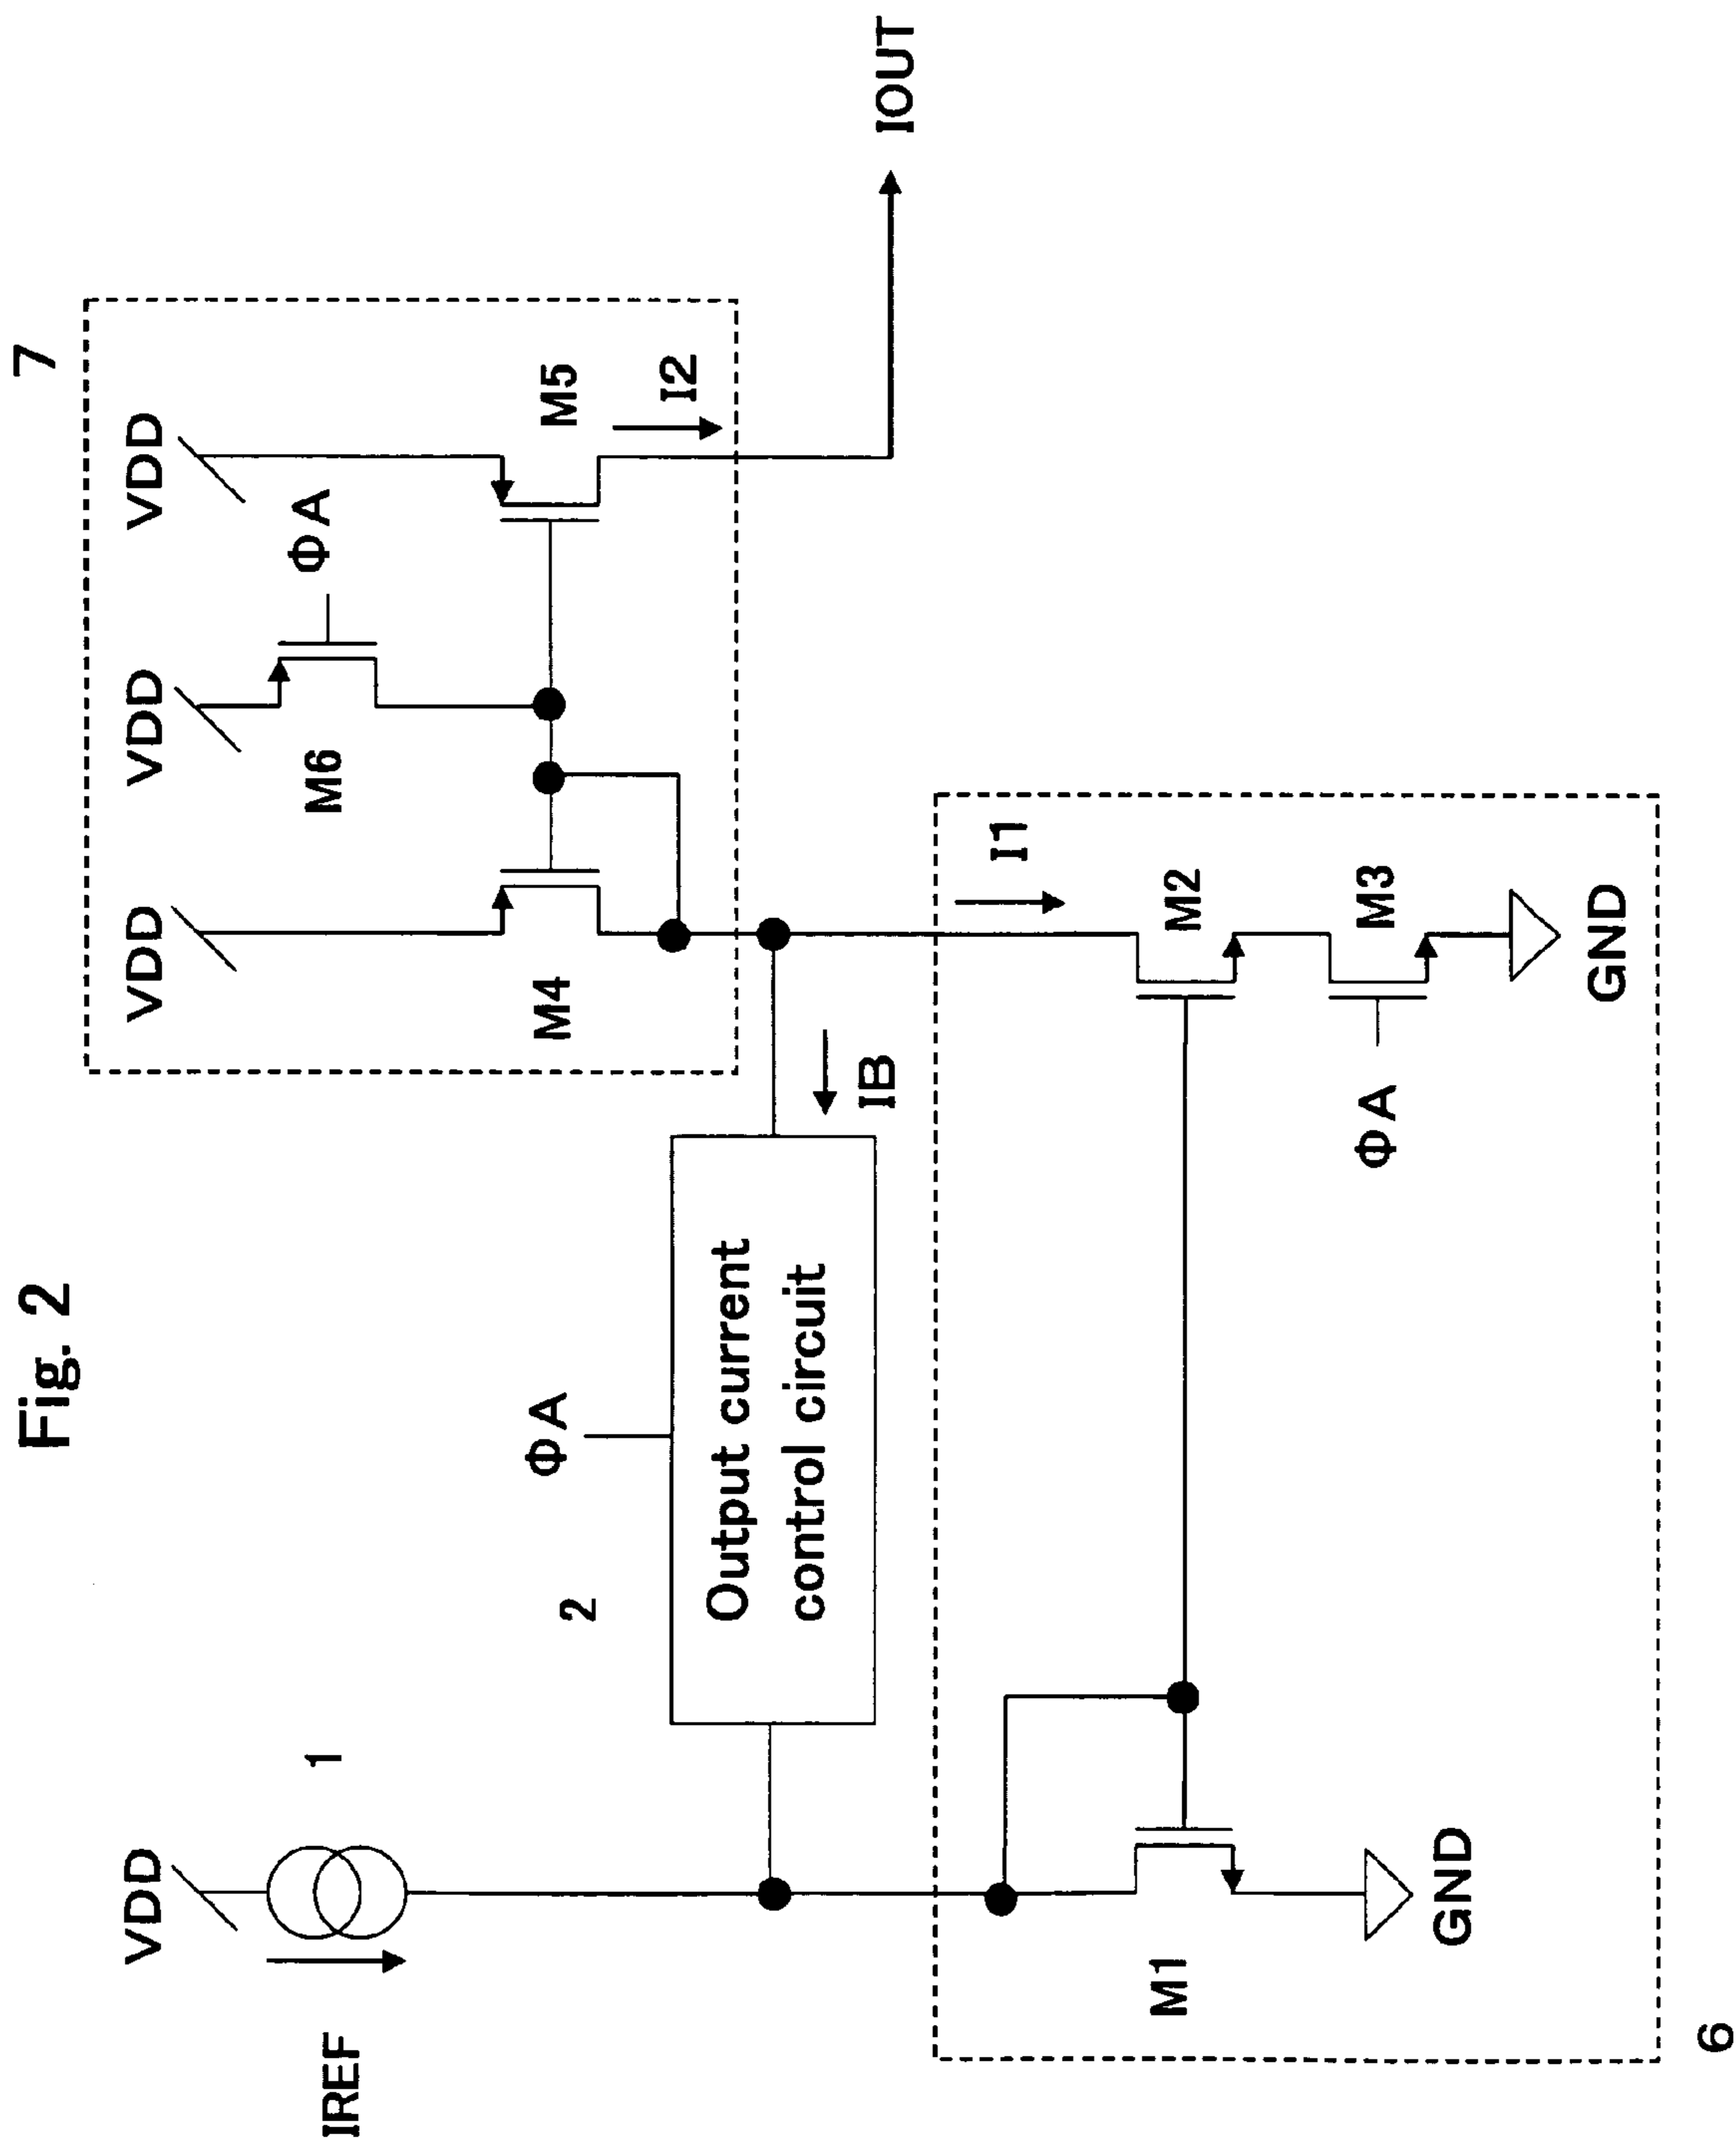 Fig. 2
7
VDD
VDD
VDD
VDD
ΦA
IREF
1
M6
M4
M5
I2
ΦA
2
Output current
control circuit
IB
IOUT
I1
M1
M2
M3
ΦA
GND
GND
6